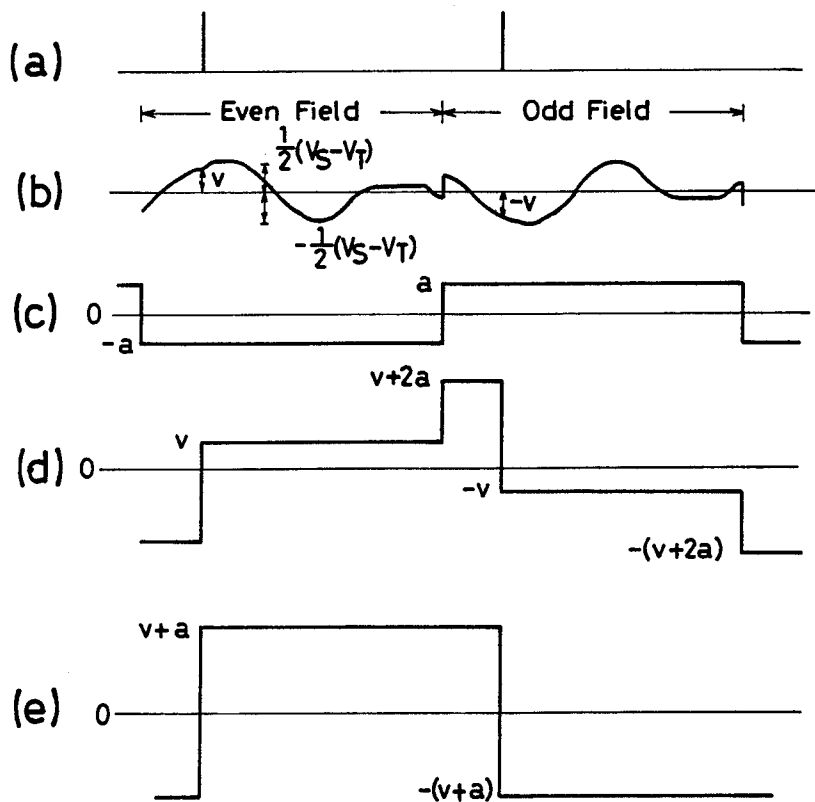 (a)
Even Field
Odd Field
(b)
v
½(VS-VT)
-½(VS-VT)
-v
(c)
0
a
-a
(d)
v+2a
v
0
-v
-(v+2a)
(e)
v+a
0
-(v+a)